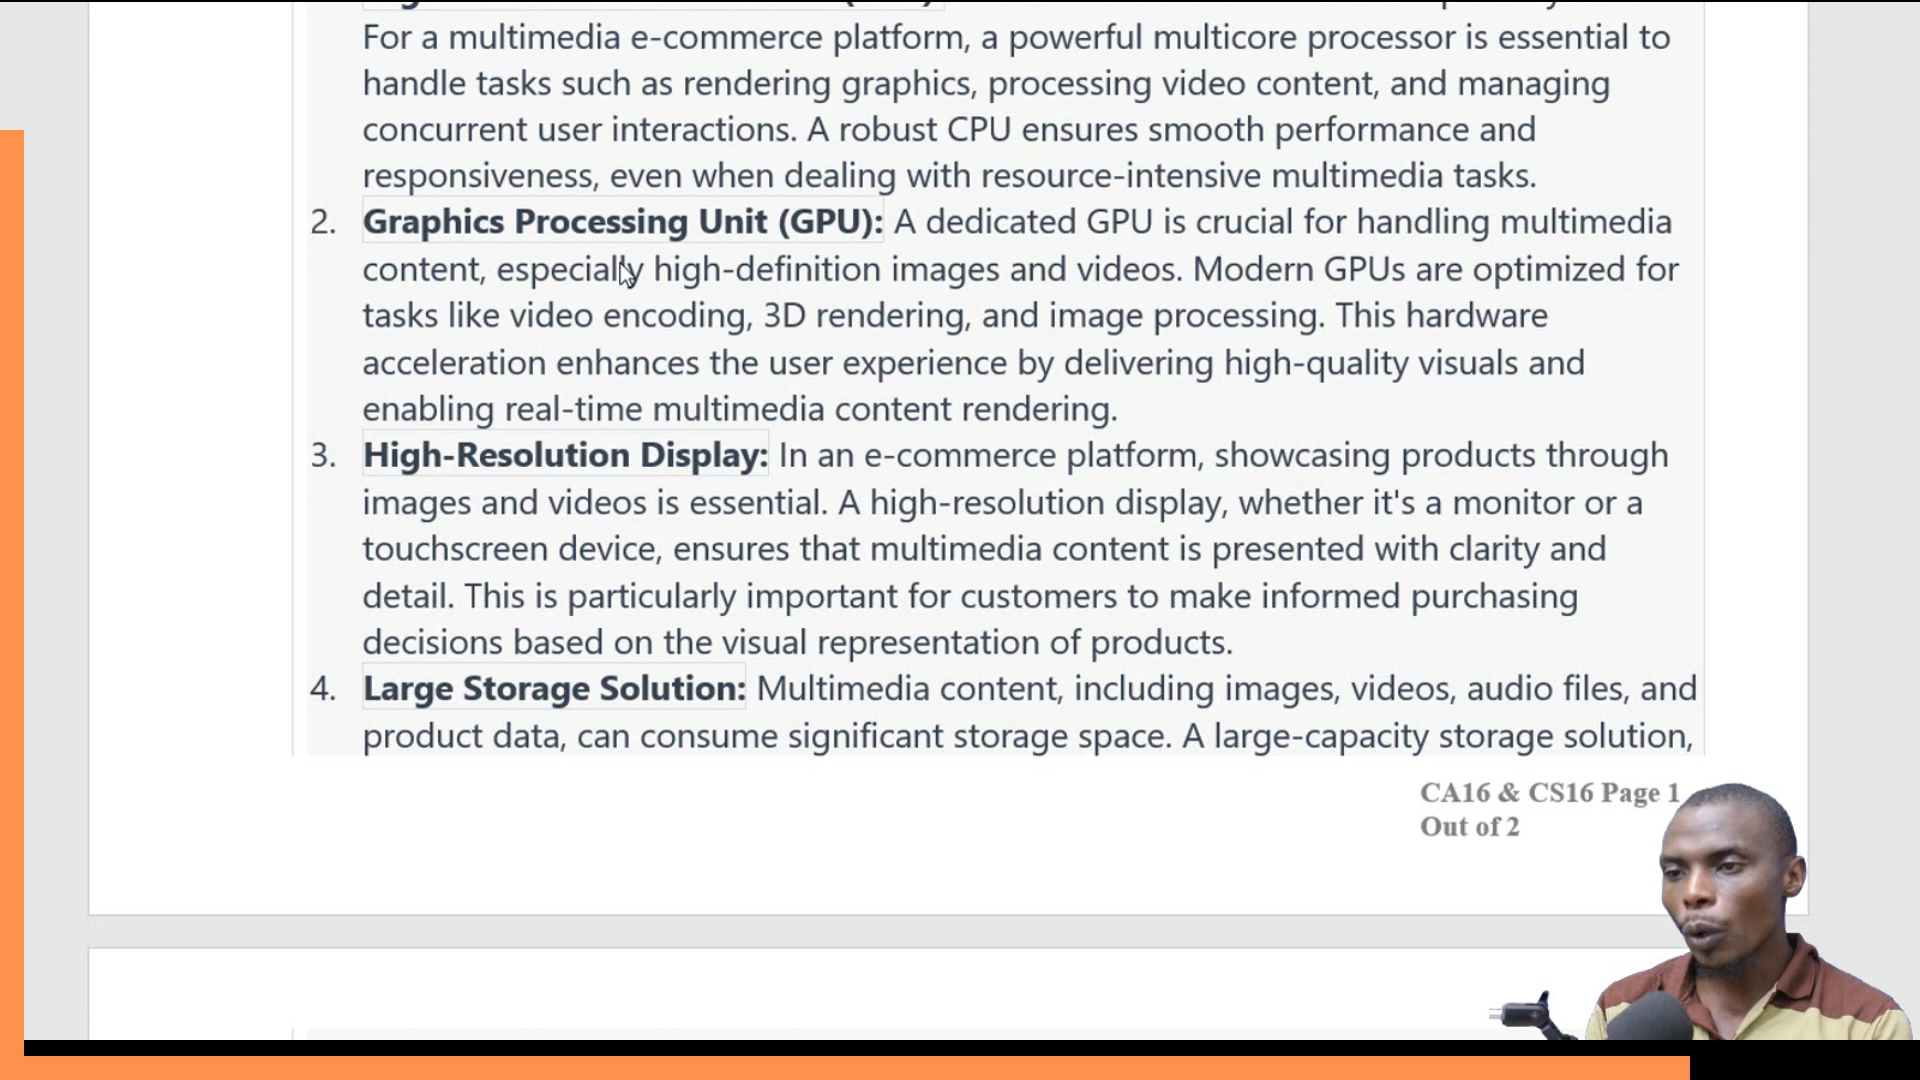 For a multimedia e-commerce platform, a powerful multicore processor is essential to
handle tasks such as rendering graphics, processing video content, and managing
concurrent user interactions. A robust CPU ensures smooth performance and
responsiveness, even when dealing with resource-intensive multimedia tasks.
2. Graphics Processing Unit (GPU): A dedicated GPU is crucial for handling multimedia
content, especially high-definition images and videos. Modern GPUs are optimized for
tasks like video encoding, 3D rendering, and image processing. This hardware
acceleration enhances the user experience by delivering high-quality visuals and
enabling real-time multimedia content rendering.
3. High-Resolution Display: In an e-commerce platform, showcasing products through
images and videos is essential. A high-resolution display, whether it's a monitor or a
touchscreen device, ensures that multimedia content is presented with clarity and
detail. This is particularly important for customers to make informed purchasing
decisions based on the visual representation of products.
4. Large Storage Solution: Multimedia content, including images, videos, audio files, and
product data, can consume significant storage space. A large-capacity storage solution,
CA16 & CS16 Page 1
Out of 2